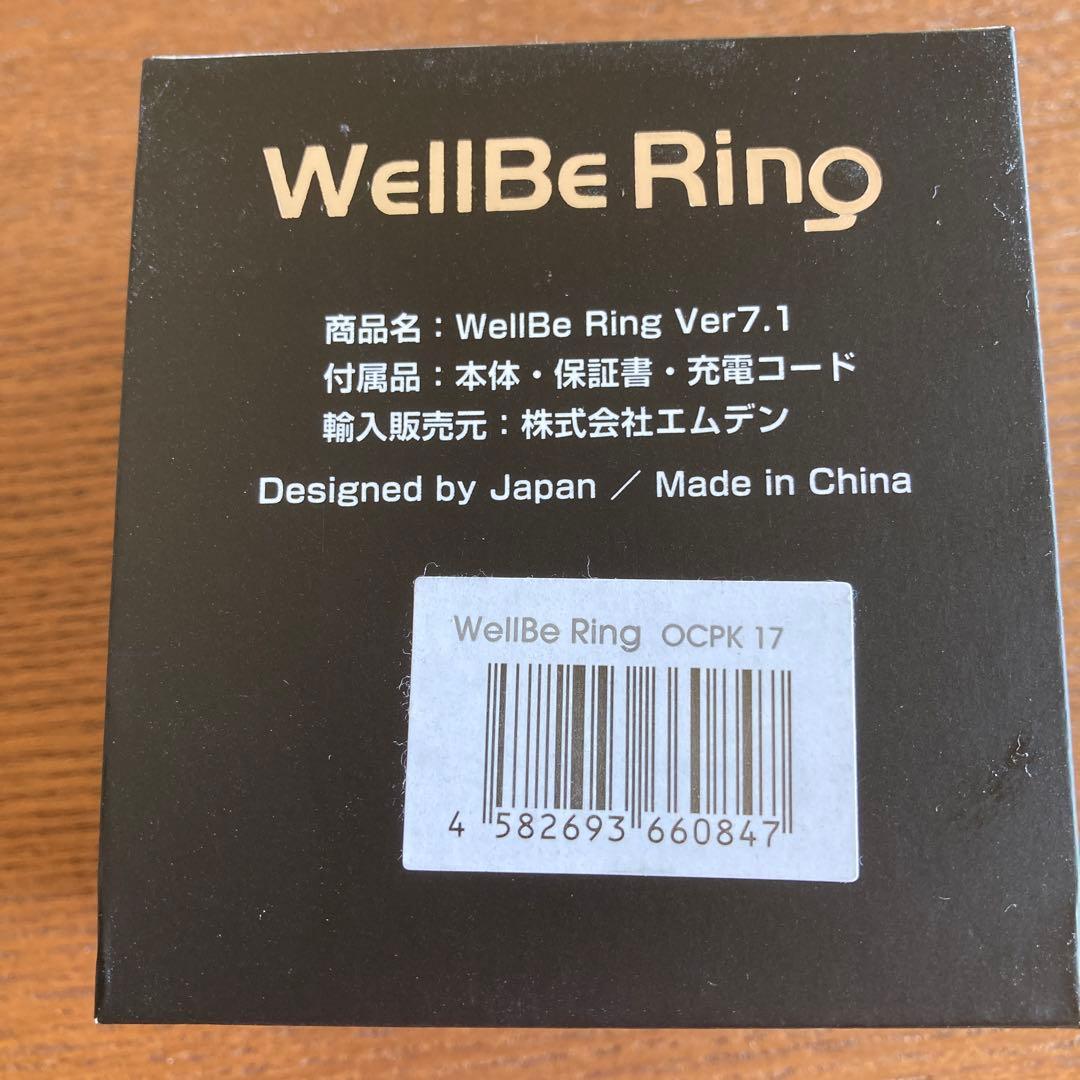 WellBe Ring
商品名：WellBe Ring Ver7.1
付属品：本体・保証書・充電コード
輸入販売元：株式会社エムデン
Designed by Japan ／ Made in China
WellBe Ring OCPK 17
4 582693 660847